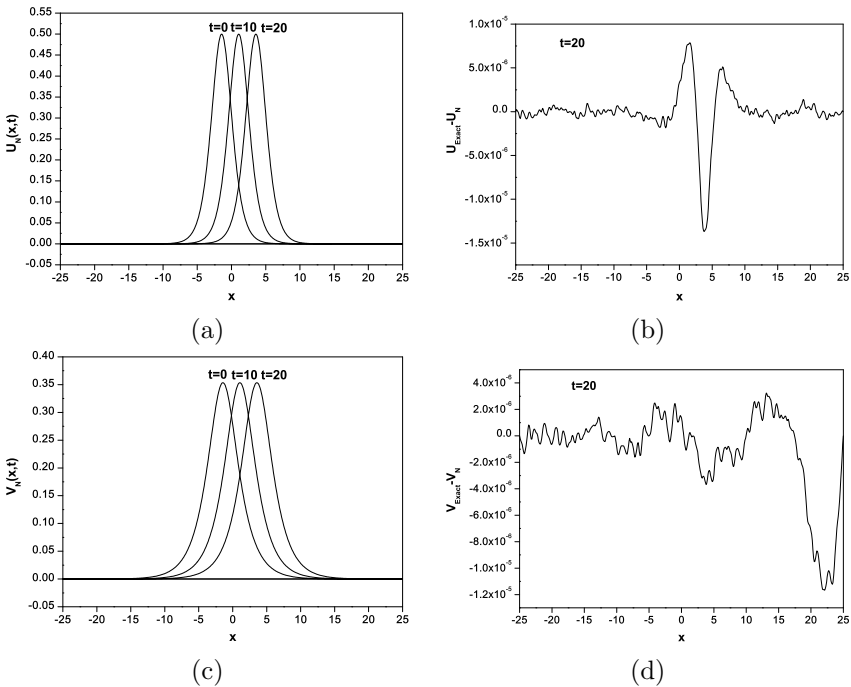 0.55
0.50
0.45
0.40
0.35
0.30
0.25
0.20
0.15
0.10
0.05
0.00
-0.05
U_N(x,t)
t=0 t=10 t=20
-25 -20 -15 -10 -5 0 5 10 15 20 25
x
(a)
1.0x10^-5
5.0x10^-6
0.0
-5.0x10^-6
-1.0x10^-5
-1.5x10^-5
U_Exact-U_N
t=20
-25 -20 -15 -10 -5 0 5 10 15 20 25
x
(b)
0.40
0.35
0.30
0.25
0.20
0.15
0.10
0.05
0.00
-0.05
V_N(x,t)
t=0 t=10 t=20
-25 -20 -15 -10 -5 0 5 10 15 20 25
x
(c)
4.0x10^-6
2.0x10^-6
0.0
-2.0x10^-6
-4.0x10^-6
-6.0x10^-6
-8.0x10^-6
-1.0x10^-5
-1.2x10^-5
V_Exact-V_N
t=20
-25 -20 -15 -10 -5 0 5 10 15 20 25
x
(d)